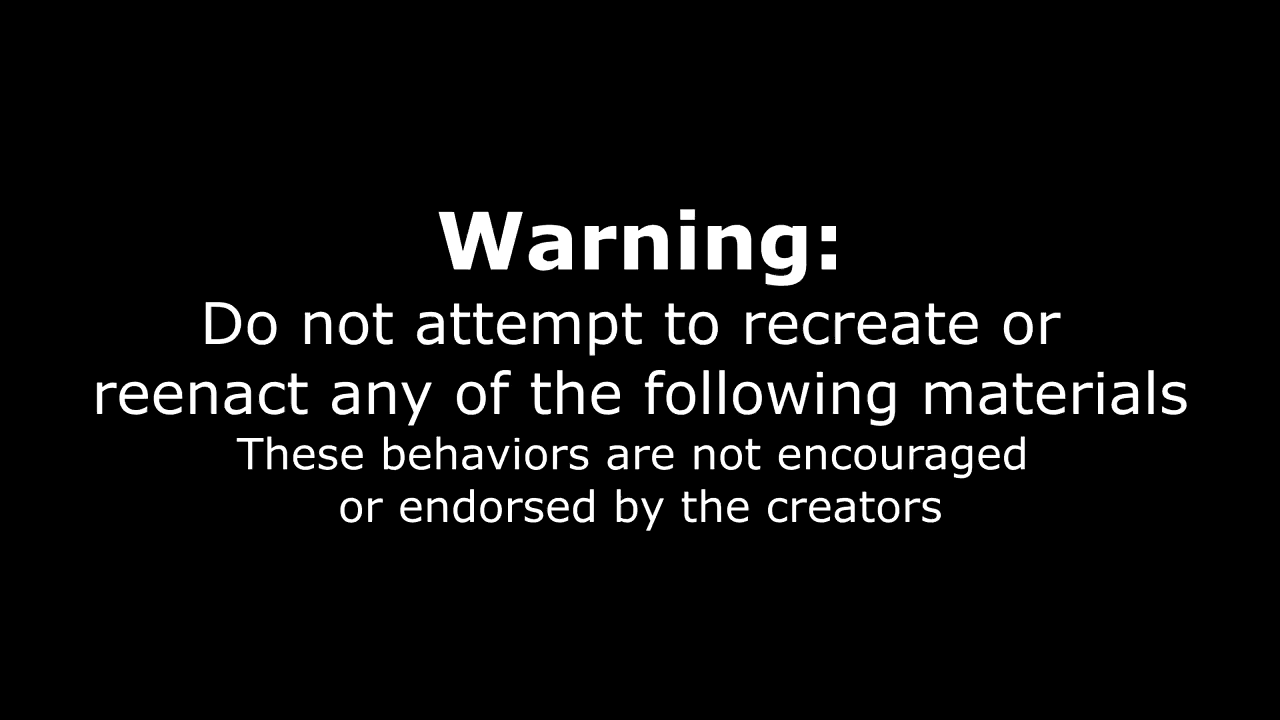 Warning:
Do not attempt to recreate or
reenact any of the following materials
These behaviors are not encouraged
or endorsed by the creators